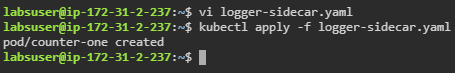 labsuser@ip-172-31-2-237:~$ vi logger-sidecar.yaml
labsuser@ip-172-31-2-237:~$ kubectl apply -f logger-sidecar.yaml
pod/counter-one created
labsuser@ip-172-31-2-237:~$